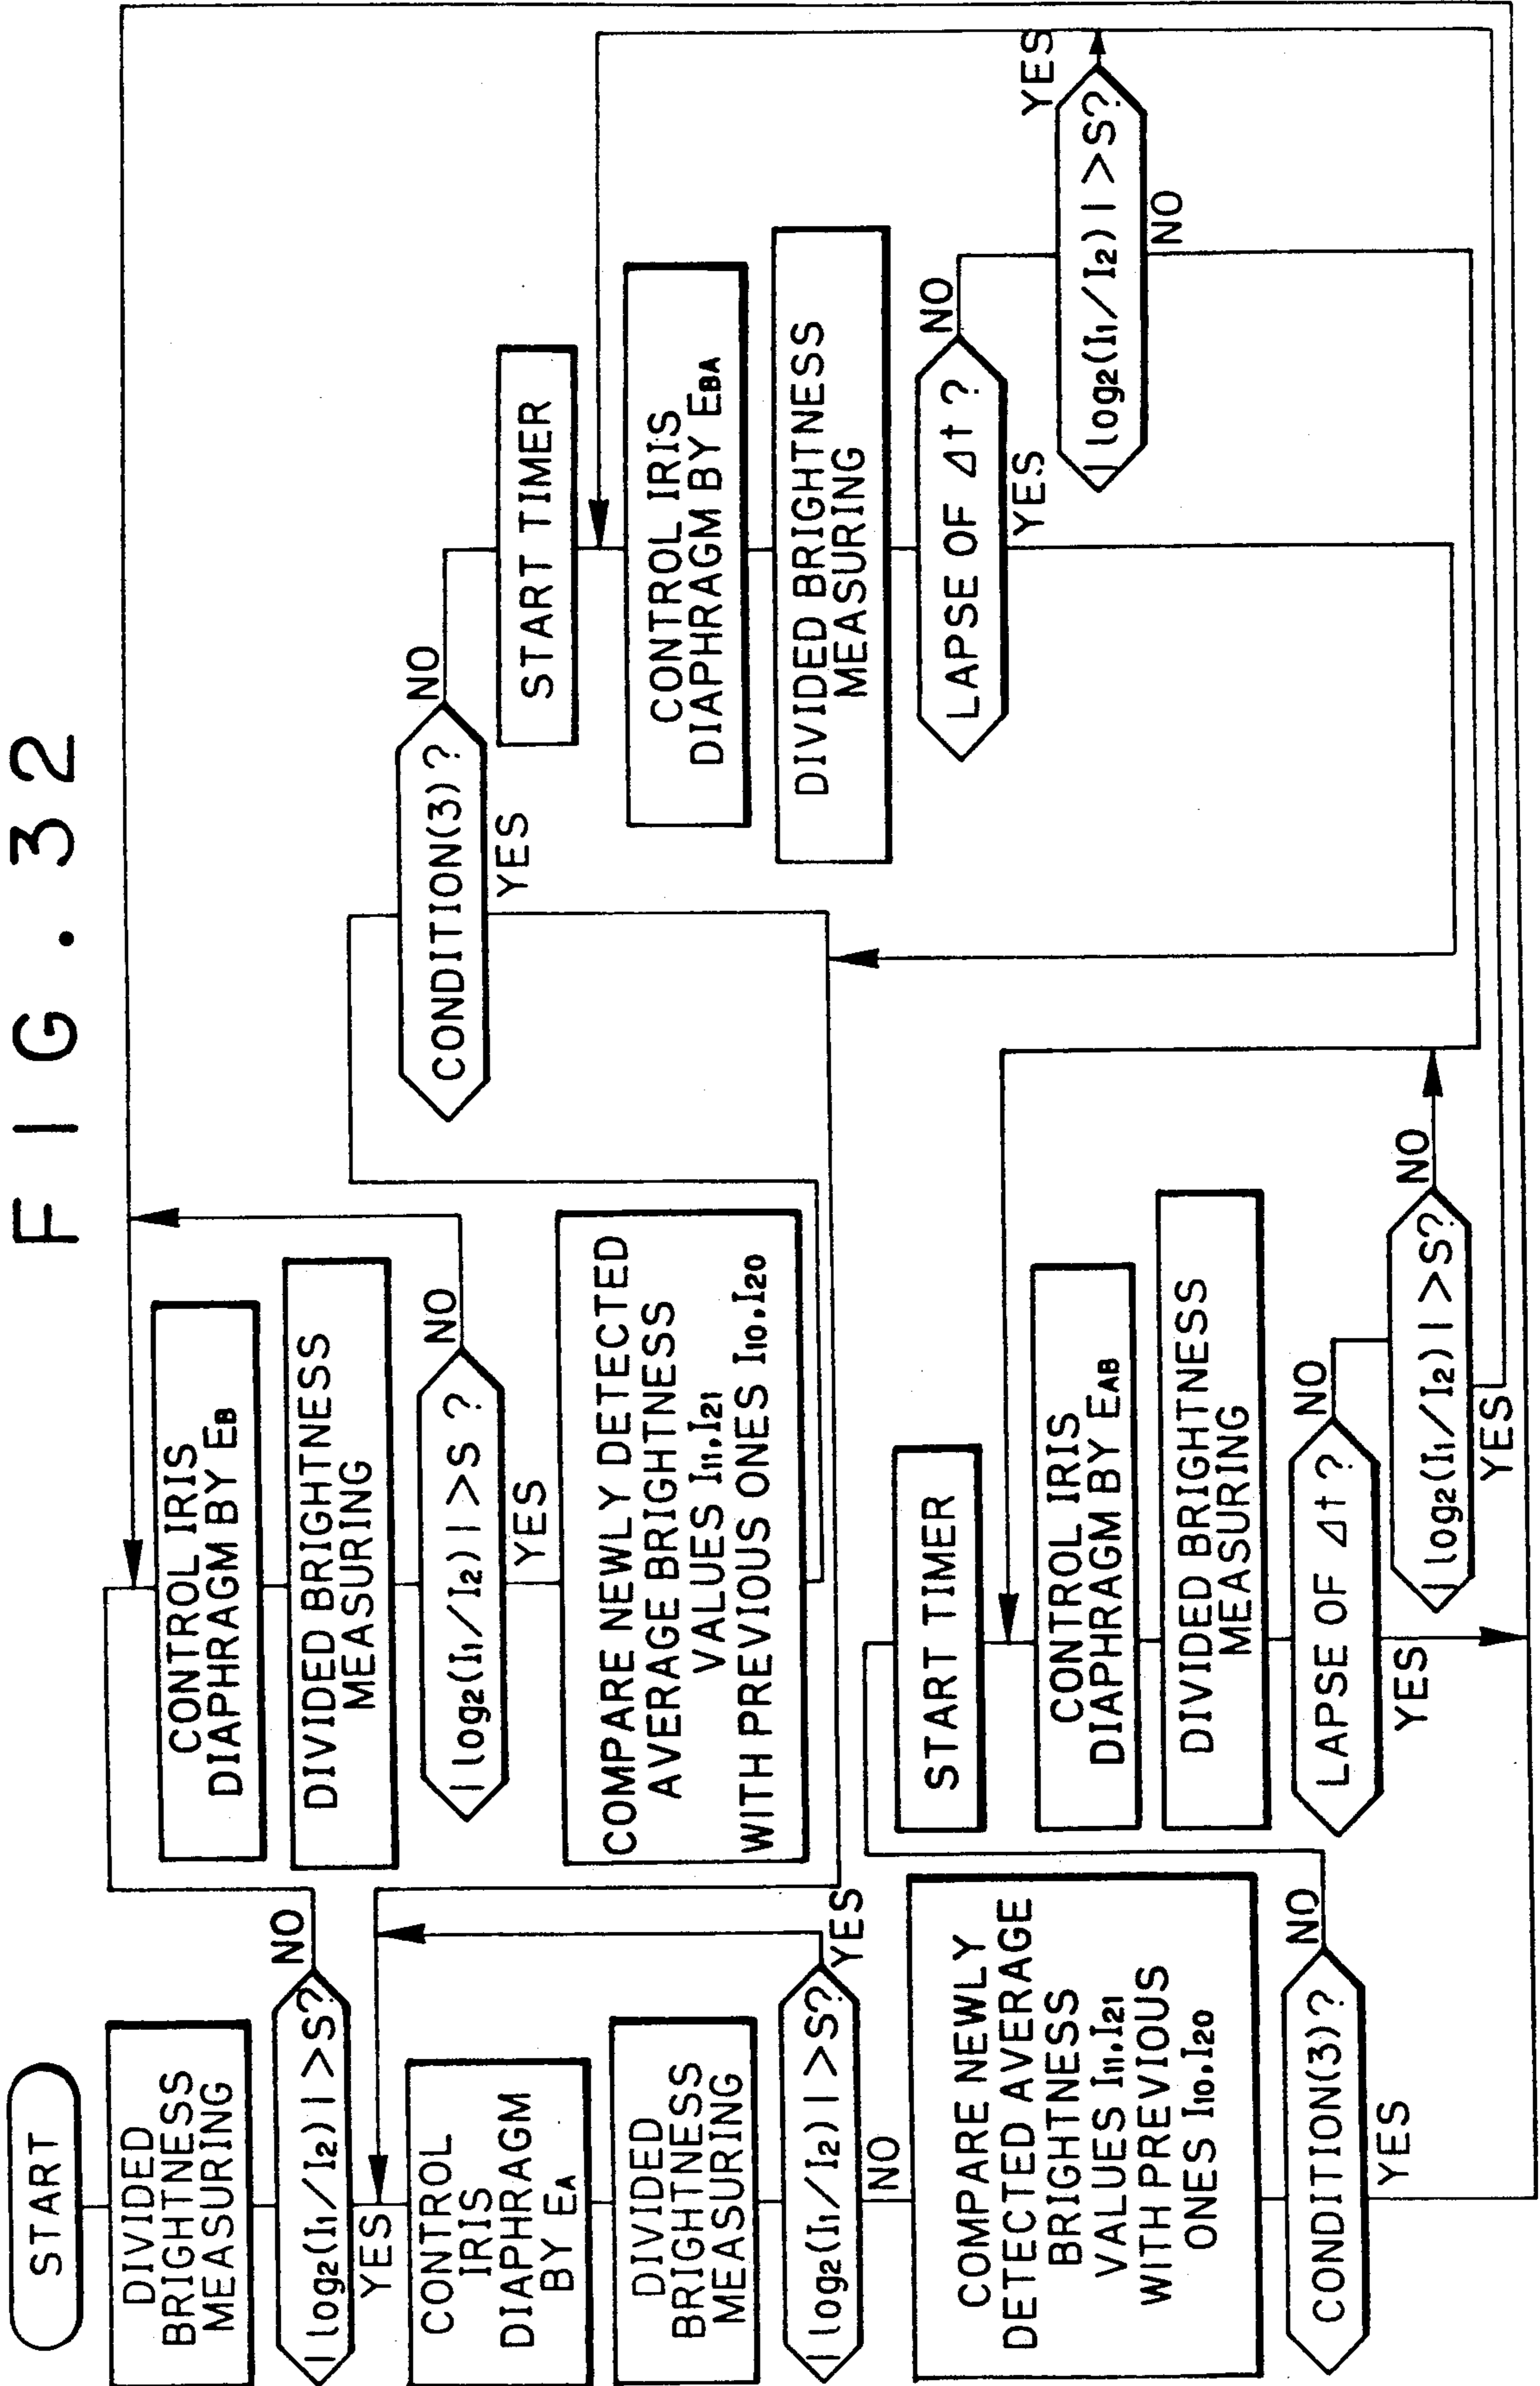 FIG. 32
START
DIVIDED
BRIGHTNESS
MEASURING
| log2(I1/I2) | >S?
NO
YES
CONTROL
IRIS
DIAPHRAGM
BY EA
DIVIDED
BRIGHTNESS
MEASURING
| log2(I1/I2) | >S?
YES
NO
COMPARE NEWLY
DETECTED AVERAGE
BRIGHTNESS
VALUES I11,I21
WITH PREVIOUS
ONES I10,I20
CONDITION(3)?
NO
YES
CONTROL IRIS
DIAPHRAGM BY EB
DIVIDED BRIGHTNESS
MEASURING
| log2(I1/I2) | >S ?
NO
YES
COMPARE NEWLY DETECTED
AVERAGE BRIGHTNESS
VALUES I11,I21
WITH PREVIOUS ONES I10,I20
START TIMER
CONTROL IRIS
DIAPHRAGM BY EAB
DIVIDED BRIGHTNESS
MEASURING
LAPSE OF Δt ?
NO
YES
| log2(I1/I2) | >S?
NO
YES
CONDITION(3)?
NO
YES
START TIMER
CONTROL IRIS
DIAPHRAGM BY EBA
DIVIDED BRIGHTNESS
MEASURING
LAPSE OF Δt ?
NO
YES
| log2(I1/I2) | >S?
YES
NO